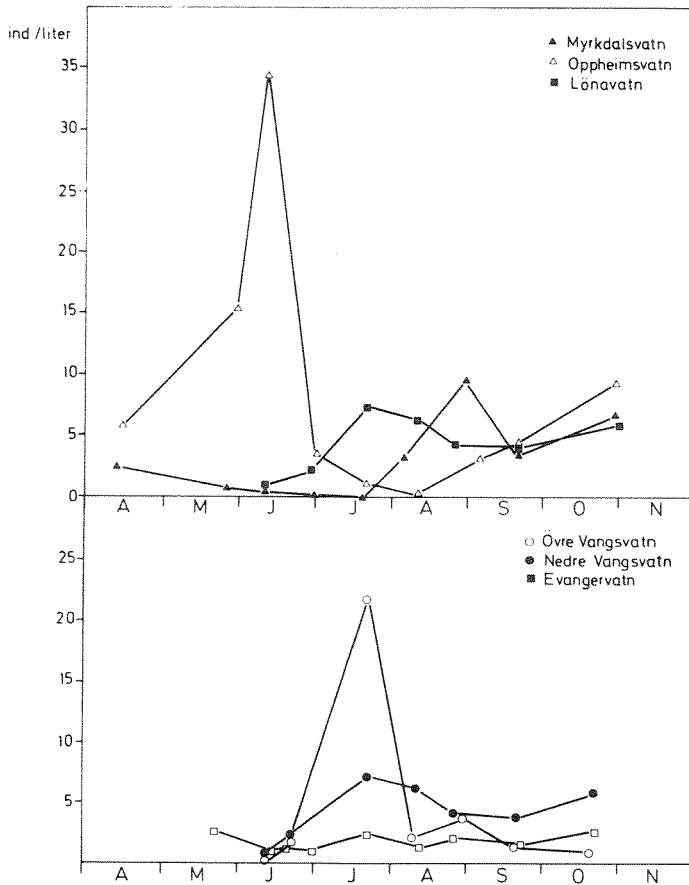 ind /liter
▲ Myrkdalsvatn
△ Oppheimsvatn
■ Lönavatn
35
30
25
20
15
10
5
0
A M J J A S O N
○ Övre Vangsvatn
● Nedre Vangsvatn
■ Evangervatn
25
20
15
10
5
A M J J A S O N